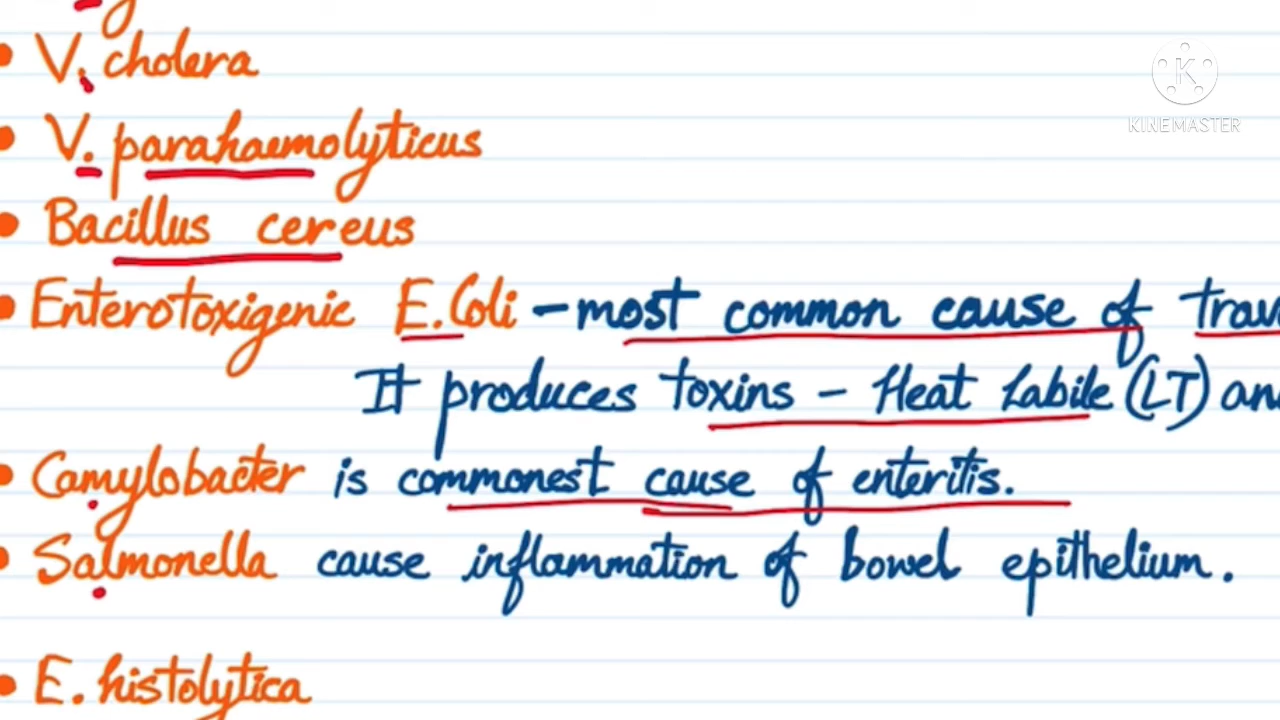 • V. cholera
• V. parahaemolyticus
• Bacillus cereus
• Enterotoxigenic E.Coli – most common cause of trav
It produces toxins – Heat Labile (LT) an
• Camylobacter is commonest cause of enteritis.
• Salmonella cause inflammation of bowel epithelium.
• E. histolytica
K
KINEMASTER